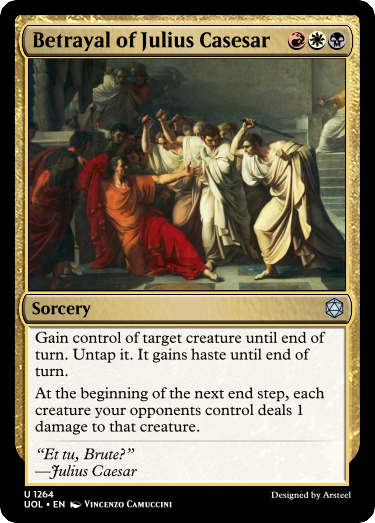 Betrayal of Julius Casesar
Sorcery
Gain control of target creature until end of
turn. Untap it. It gains haste until end of
turn.
At the beginning of the next end step, each
creature your opponents control deals 1
damage to that creature.
“Et tu, Brute?”
—Julius Caesar
U 1264
UOL • EN Vincenzo Camuccini
Designed by Arsteel